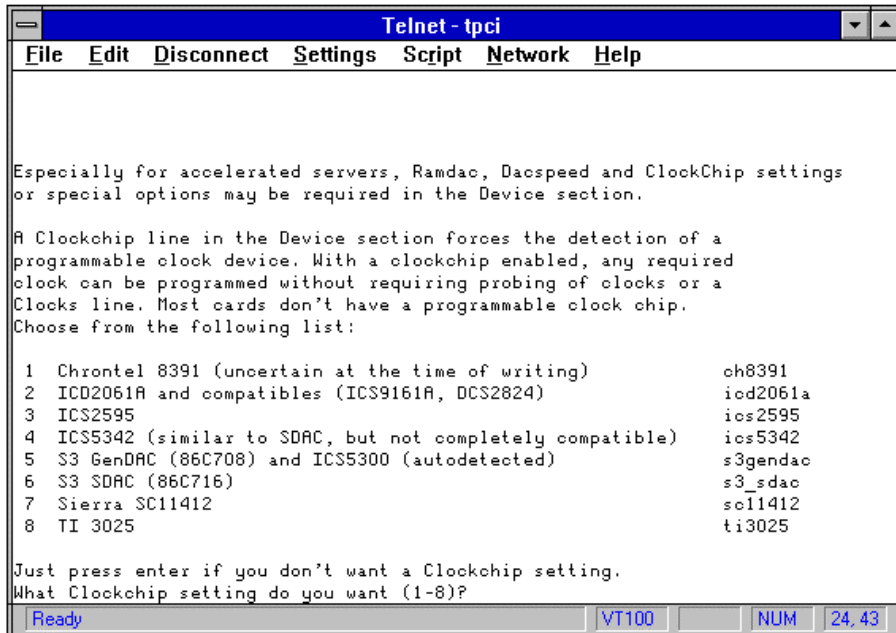 Telnet - tpci
File Edit Disconnect Settings Script Network Help
Especially for accelerated servers, Ramdac, Dacspeed and ClockChip settings
or special options may be required in the Device section.
A Clockchip line in the Device section forces the detection of a
programmable clock device. With a clockchip enabled, any required
clock can be programmed without requiring probing of clocks or a
Clocks line. Most cards don't have a programmable clock chip.
Choose from the following list:
1 Chrontel 8391 (uncertain at the time of writing) ch8391
2 ICD2061A and compatibles (ICS9161A, DCS2824) icd2061a
3 ICS2595 ics2595
4 ICS5342 (similar to SDAC, but not completely compatible) ics5342
5 S3 GenDAC (86C708) and ICS5300 (autodetected) s3gendac
6 S3 SDAC (86C716) s3_sdac
7 Sierra SC11412 sc11412
8 TI 3025 ti3025
Just press enter if you don't want a Clockchip setting.
What Clockchip setting do you want (1-8)?
Ready VT100 NUM 24, 43